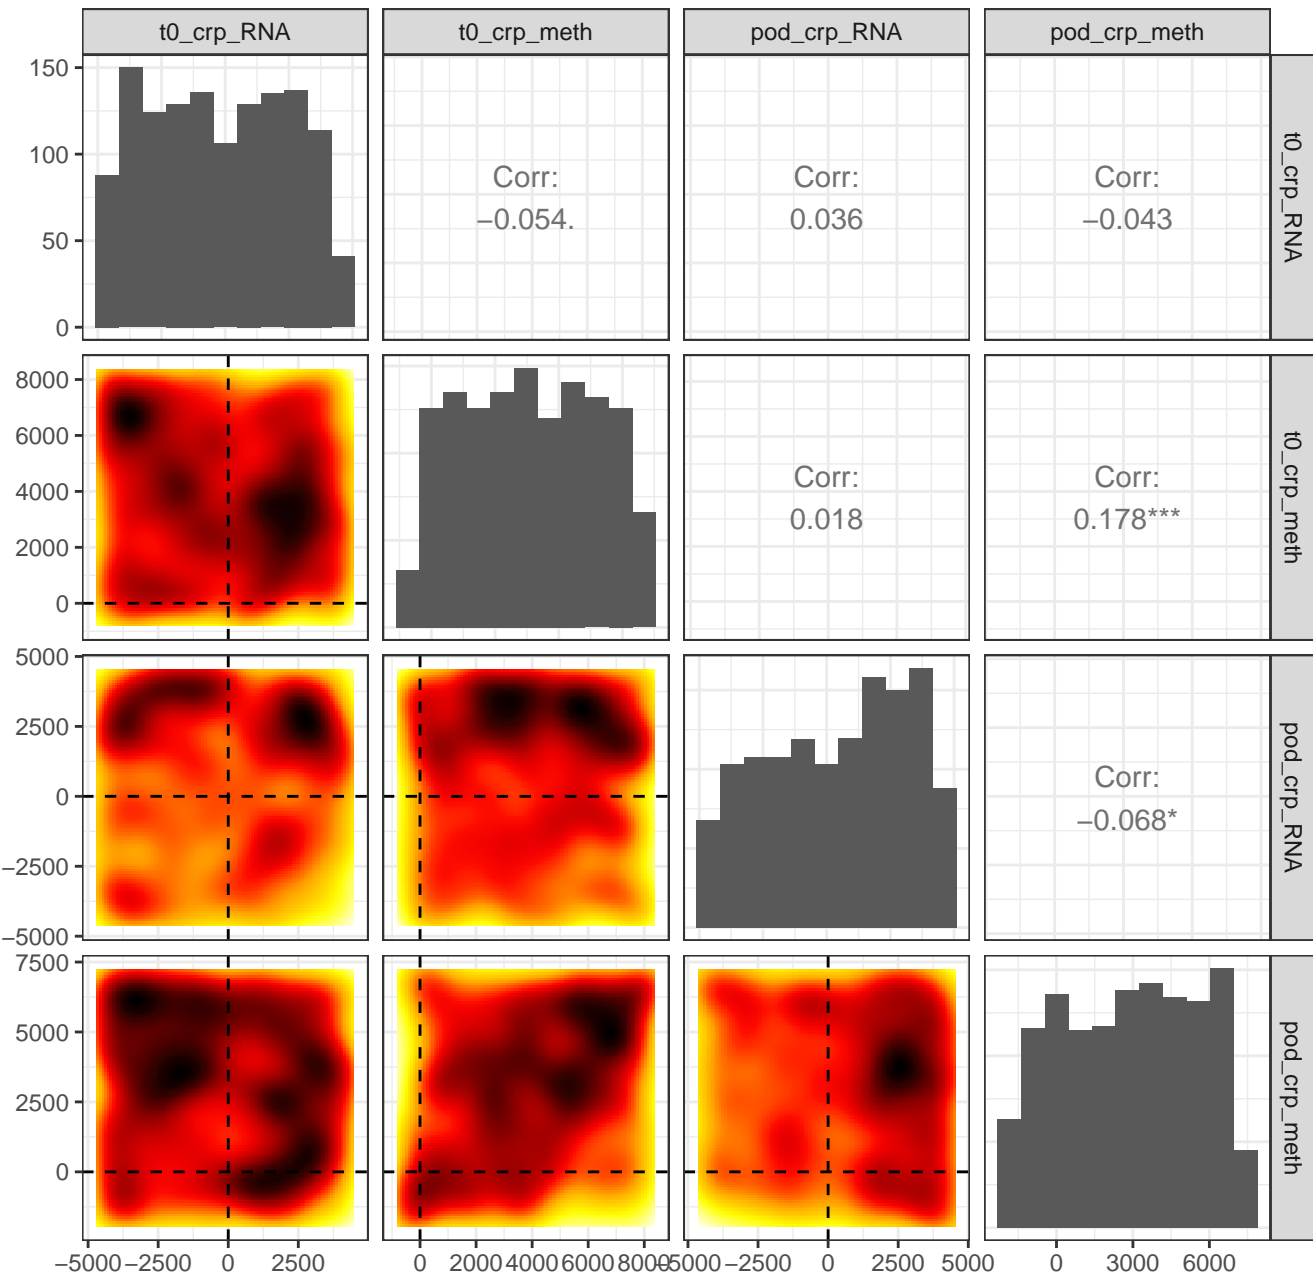 t0_crp_RNA
t0_crp_meth
pod_crp_RNA
pod_crp_meth
150
100
50
0
Corr:
−0.054.
Corr:
0.036
Corr:
−0.043
t0_crp_RNA
8000
6000
4000
2000
0
Corr:
0.018
Corr:
0.178***
t0_crp_meth
5000
2500
0
−2500
−5000
Corr:
−0.068*
pod_crp_RNA
7500
5000
2500
0
pod_crp_meth
−5000
−2500
0
2500
0
2000
4000
6000
8000
−5000
−2500
0
2500
5000
0
3000
6000